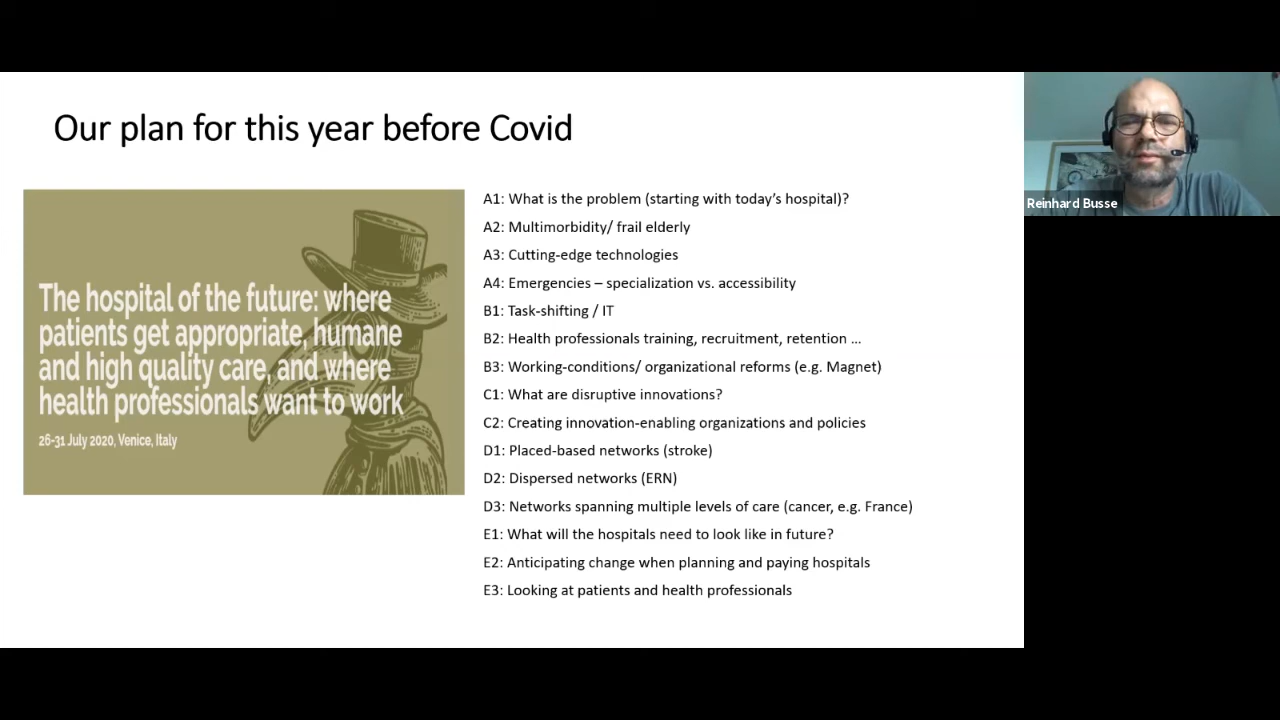 Our plan for this year before Covid
The hospital of the future: where
patients get appropriate, humane
and high quality care, and where
health professionals want to work
26-31 July 2020, Venice, Italy
A1: What is the problem (starting with today’s hospital)?
A2: Multimorbidity/ frail elderly
A3: Cutting-edge technologies
A4: Emergencies – specialization vs. accessibility
B1: Task-shifting / IT
B2: Health professionals training, recruitment, retention ...
B3: Working-conditions/ organizational reforms (e.g. Magnet)
C1: What are disruptive innovations?
C2: Creating innovation-enabling organizations and policies
D1: Placed-based networks (stroke)
D2: Dispersed networks (ERN)
D3: Networks spanning multiple levels of care (cancer, e.g. France)
E1: What will the hospitals need to look like in future?
E2: Anticipating change when planning and paying hospitals
E3: Looking at patients and health professionals
Reinhard Busse